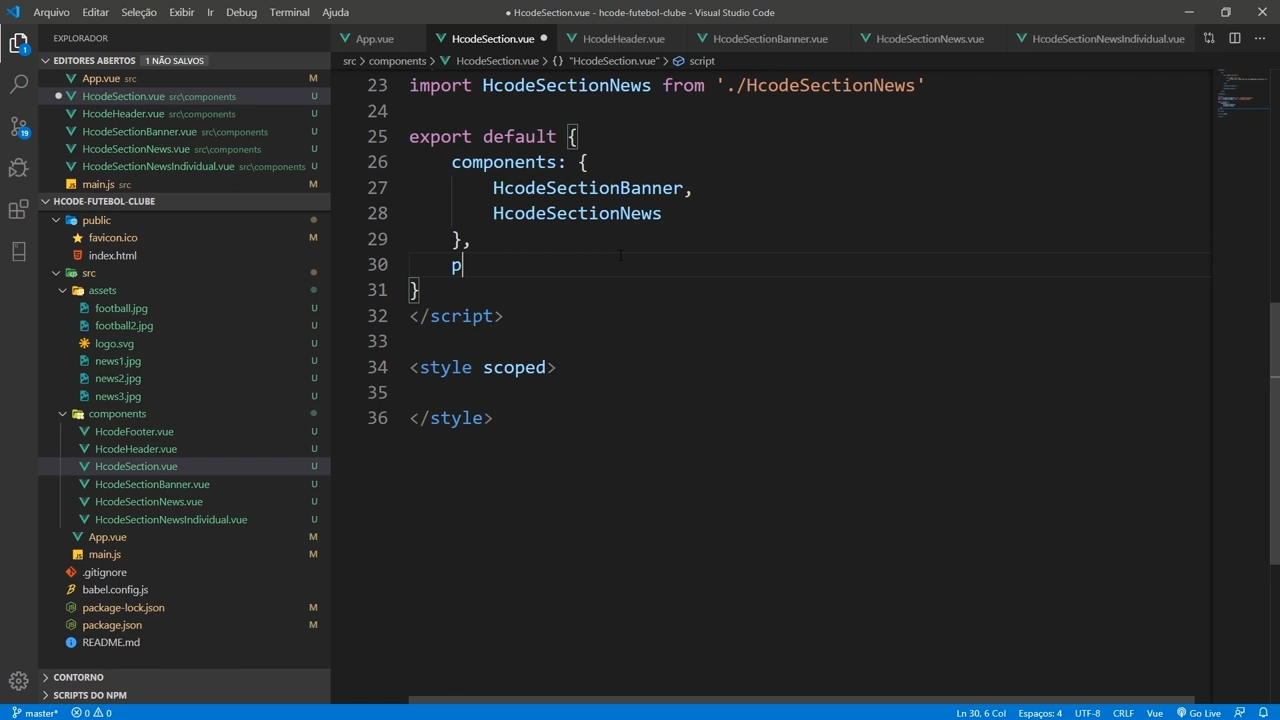 Arquivo Editar Seleção Exibir Ir Debug Terminal Ajuda
● HcodeSection.vue - hcode-futebol-clube - Visual Studio Code
EXPLORADOR
App.vue HcodeSection.vue ● HcodeHeader.vue HcodeSectionBanner.vue HcodeSectionNews.vue HcodeSectionNewsIndividual.vue
src > components > HcodeSection.vue > {} "HcodeSection.vue" > script
EDITORES ABERTOS 1 NÃO SALVOS
App.vue src M
● HcodeSection.vue src\components U
HcodeHeader.vue src\components U
HcodeSectionBanner.vue src\components U
HcodeSectionNews.vue src\components U
HcodeSectionNewsIndividual.vue src\components U
JS main.js src M
HCODE-FUTEBOL-CLUBE
public
favicon.ico M
index.html U
src
assets
football.jpg U
football2.jpg U
logo.svg U
news1.jpg U
news2.jpg U
news3.jpg U
components
HcodeFooter.vue U
HcodeHeader.vue U
HcodeSection.vue U
HcodeSectionBanner.vue U
HcodeSectionNews.vue U
HcodeSectionNewsIndividual.vue U
App.vue M
JS main.js M
.gitignore
babel.config.js
package-lock.json M
package.json M
README.md
CONTORNO
SCRIPTS DO NPM
1
19
23 import HcodeSectionNews from './HcodeSectionNews'
24
25 export default {
26 components: {
27 HcodeSectionBanner,
28 HcodeSectionNews
29 },
30 p
31 }
32 </script>
33
34 <style scoped>
35
36 </style>
master* 0 0 Ln 30, 6 Col Espaços: 4 UTF-8 CRLF Vue Go Live